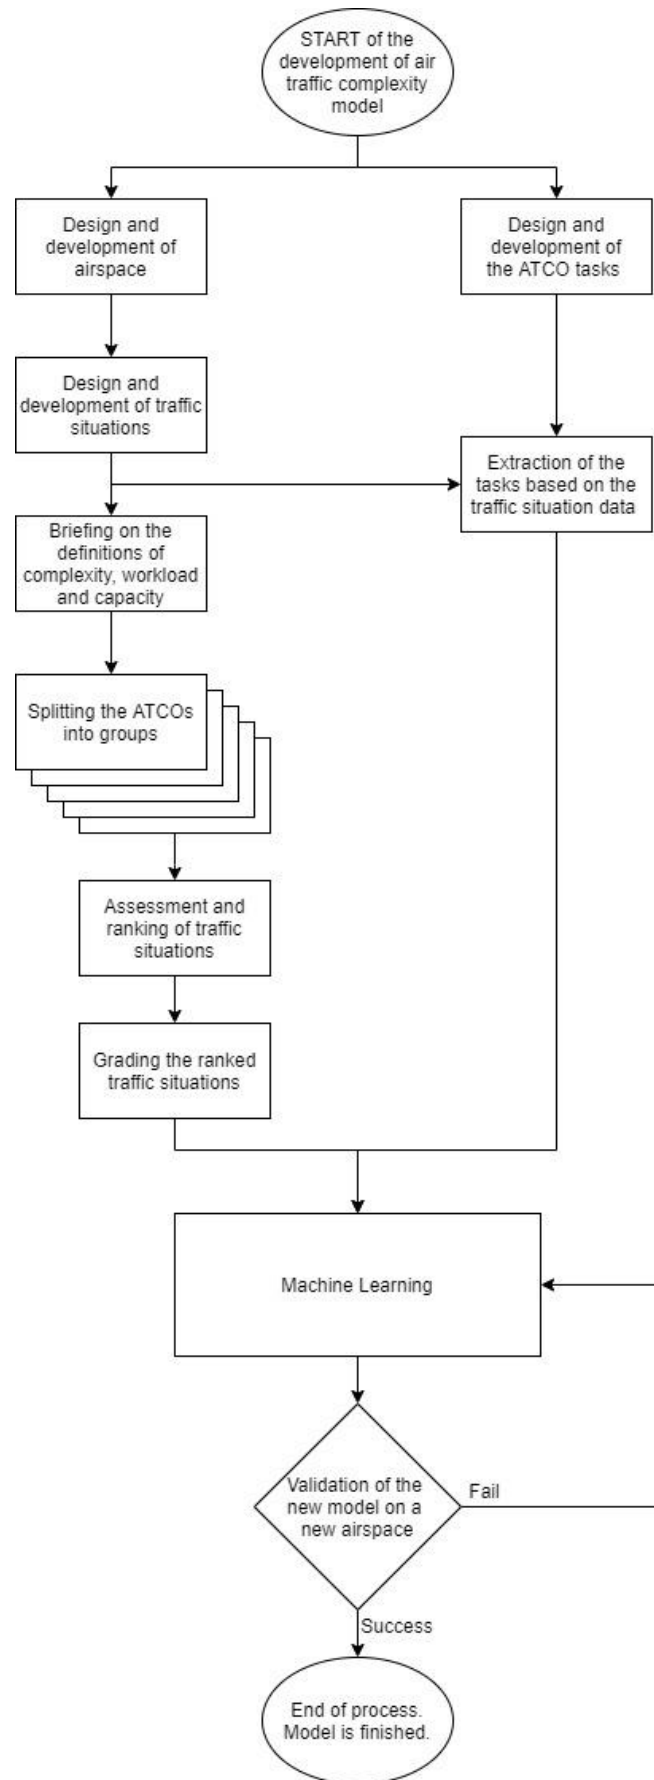 START of the
development of air
traffic complexity
model
Design and
development of
airspace
Design and
development of
the ATCO tasks
Design and
development of traffic
situations
Extraction of the
tasks based on the
traffic situation data
Briefing on the
definitions of
complexity, workload
and capacity
Splitting the ATCOs
into groups
Assessment and
ranking of traffic
situations
Grading the ranked
traffic situations
Machine Learning
Validation of the
new model on a
new airspace
Fail
Success
End of process.
Model is finished.